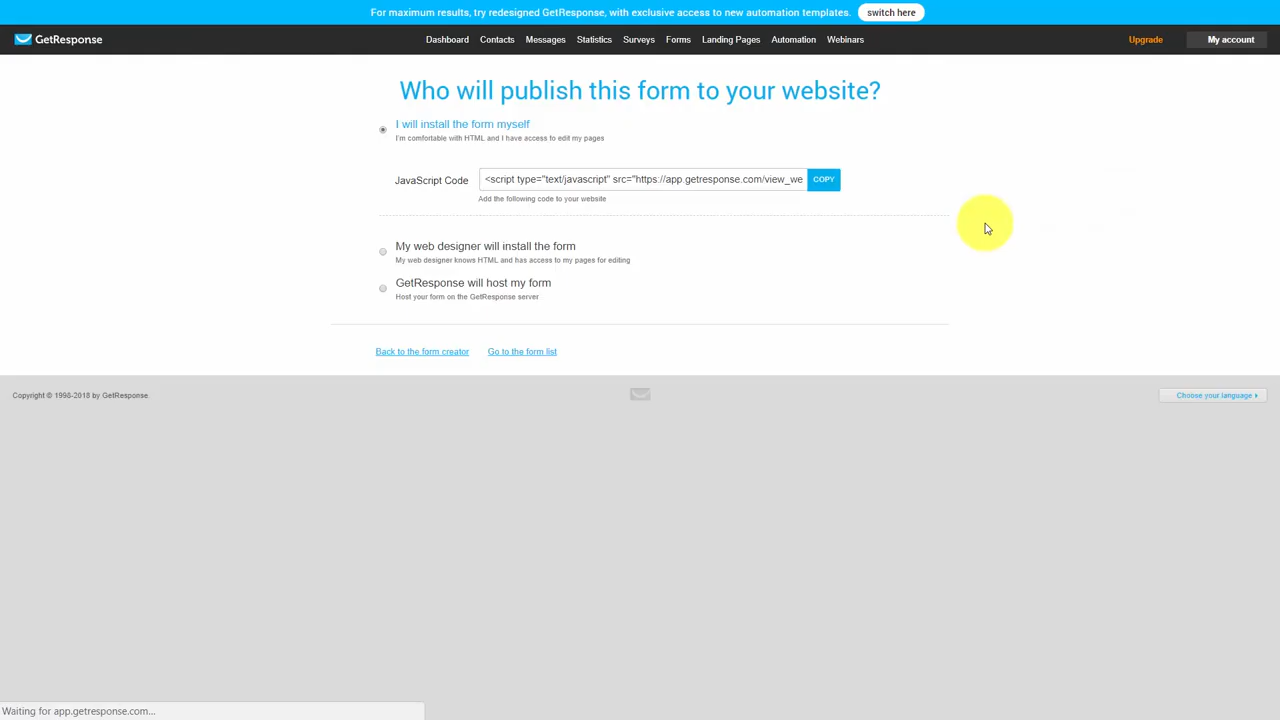 For maximum results, try redesigned GetResponse, with exclusive access to new automation templates. switch here
GetResponse Dashboard Contacts Messages Statistics Surveys Forms Landing Pages Automation Webinars Upgrade My account
Who will publish this form to your website?
I will install the form myself
I'm comfortable with HTML and I have access to edit my pages
JavaScript Code <script type="text/javascript" src="https://app.getresponse.com/view_we COPY
Add the following code to your website
My web designer will install the form
My web designer knows HTML and has access to my pages for editing
GetResponse will host my form
Host your form on the GetResponse server
Back to the form creator Go to the form list
Copyright © 1998-2018 by GetResponse. Choose your language
Waiting for app.getresponse.com...